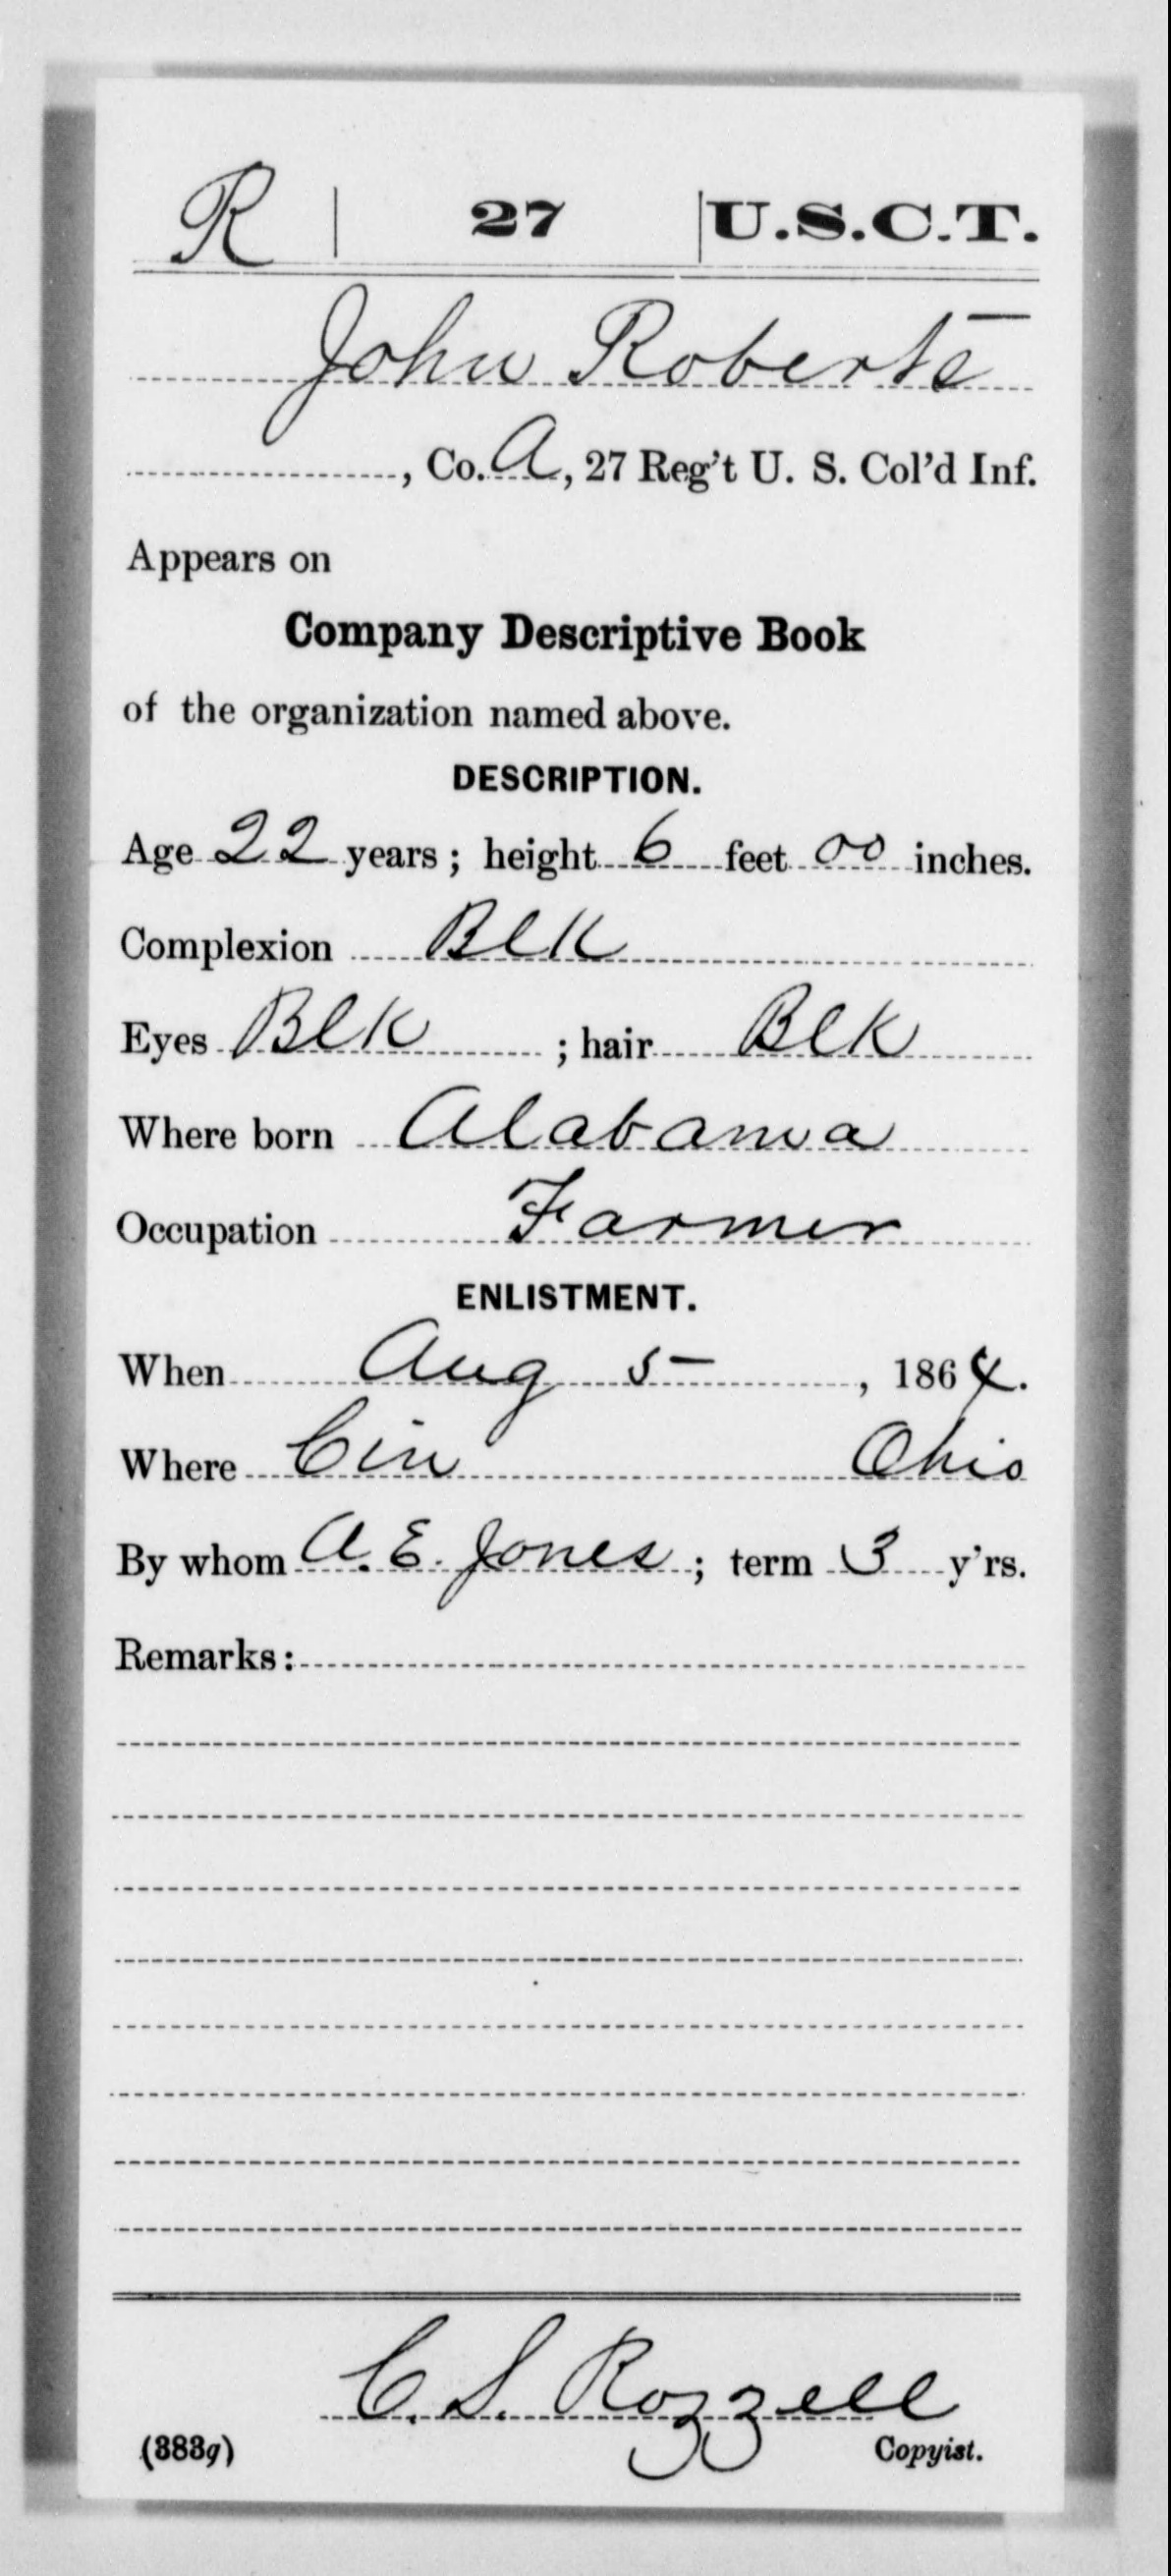 R | 27 | U.S.C.T.
John Roberts
, Co. A, 27 Reg't U. S. Col'd Inf.
Appears on
Company Descriptive Book
of the organization named above.
DESCRIPTION.
Age 22 years; height 6 feet 00 inches.
Complexion Blk
Eyes Blk ; hair Blk
Where born Alabama
Occupation Farmer
ENLISTMENT.
When Aug 5 , 1864.
Where Cin Ohio
By whom A. E. Jones ; term 3 y'rs.
Remarks:
C. S. Rozzell
(383g) Copyist.